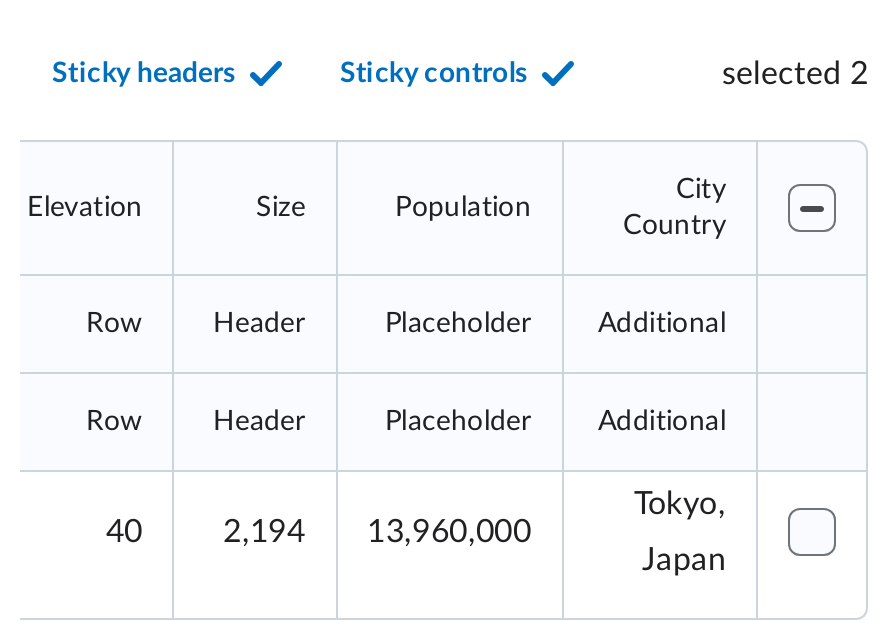 Sticky headers Sticky controls selected 2
Elevation Size Population City
Country
Row Header Placeholder Additional
Row Header Placeholder Additional
40 2,194 13,960,000 Tokyo,
Japan